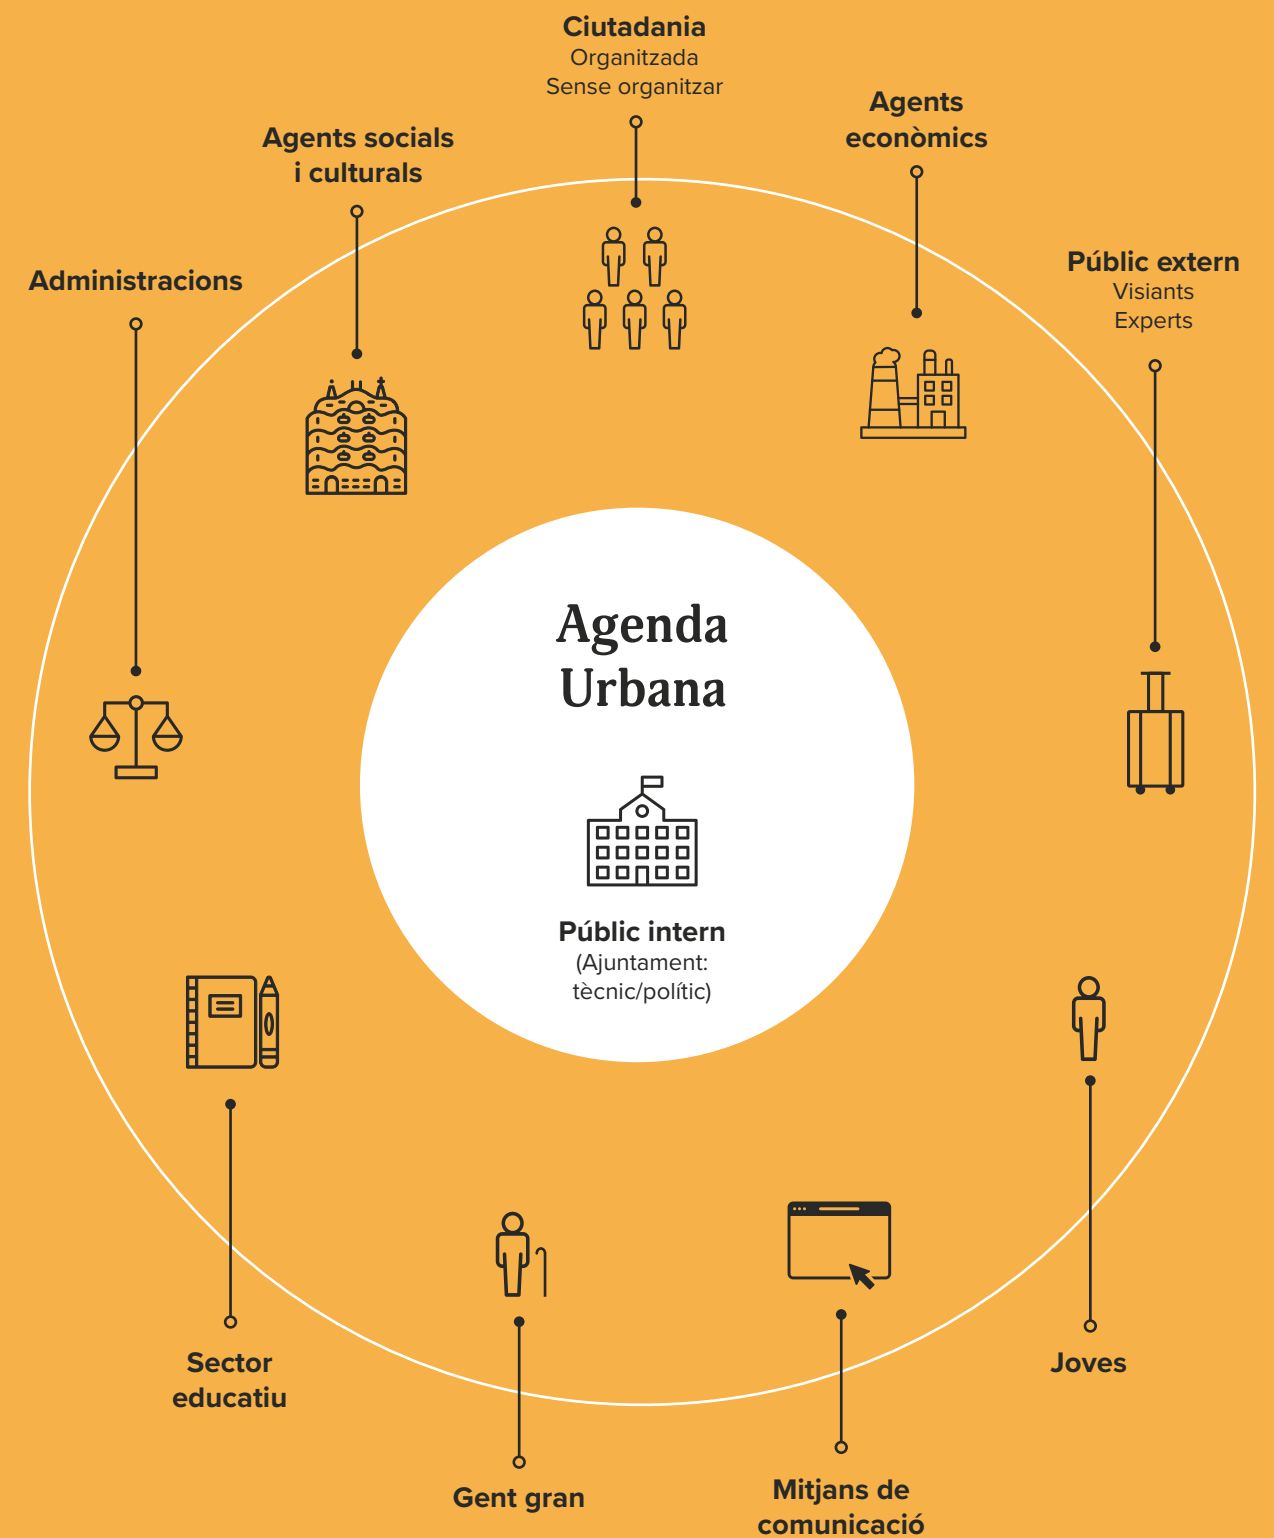 Ciutadania
Organitzada
Sense organitzar
Agents
econòmics
Agents socials
i culturals
Públic extern
Visiants
Experts
Administracions
Agenda
Urbana
Públic intern
(Ajuntament:
tècnic/polític)
Sector
educatiu
Joves
Gent gran
Mitjans de
comunicació